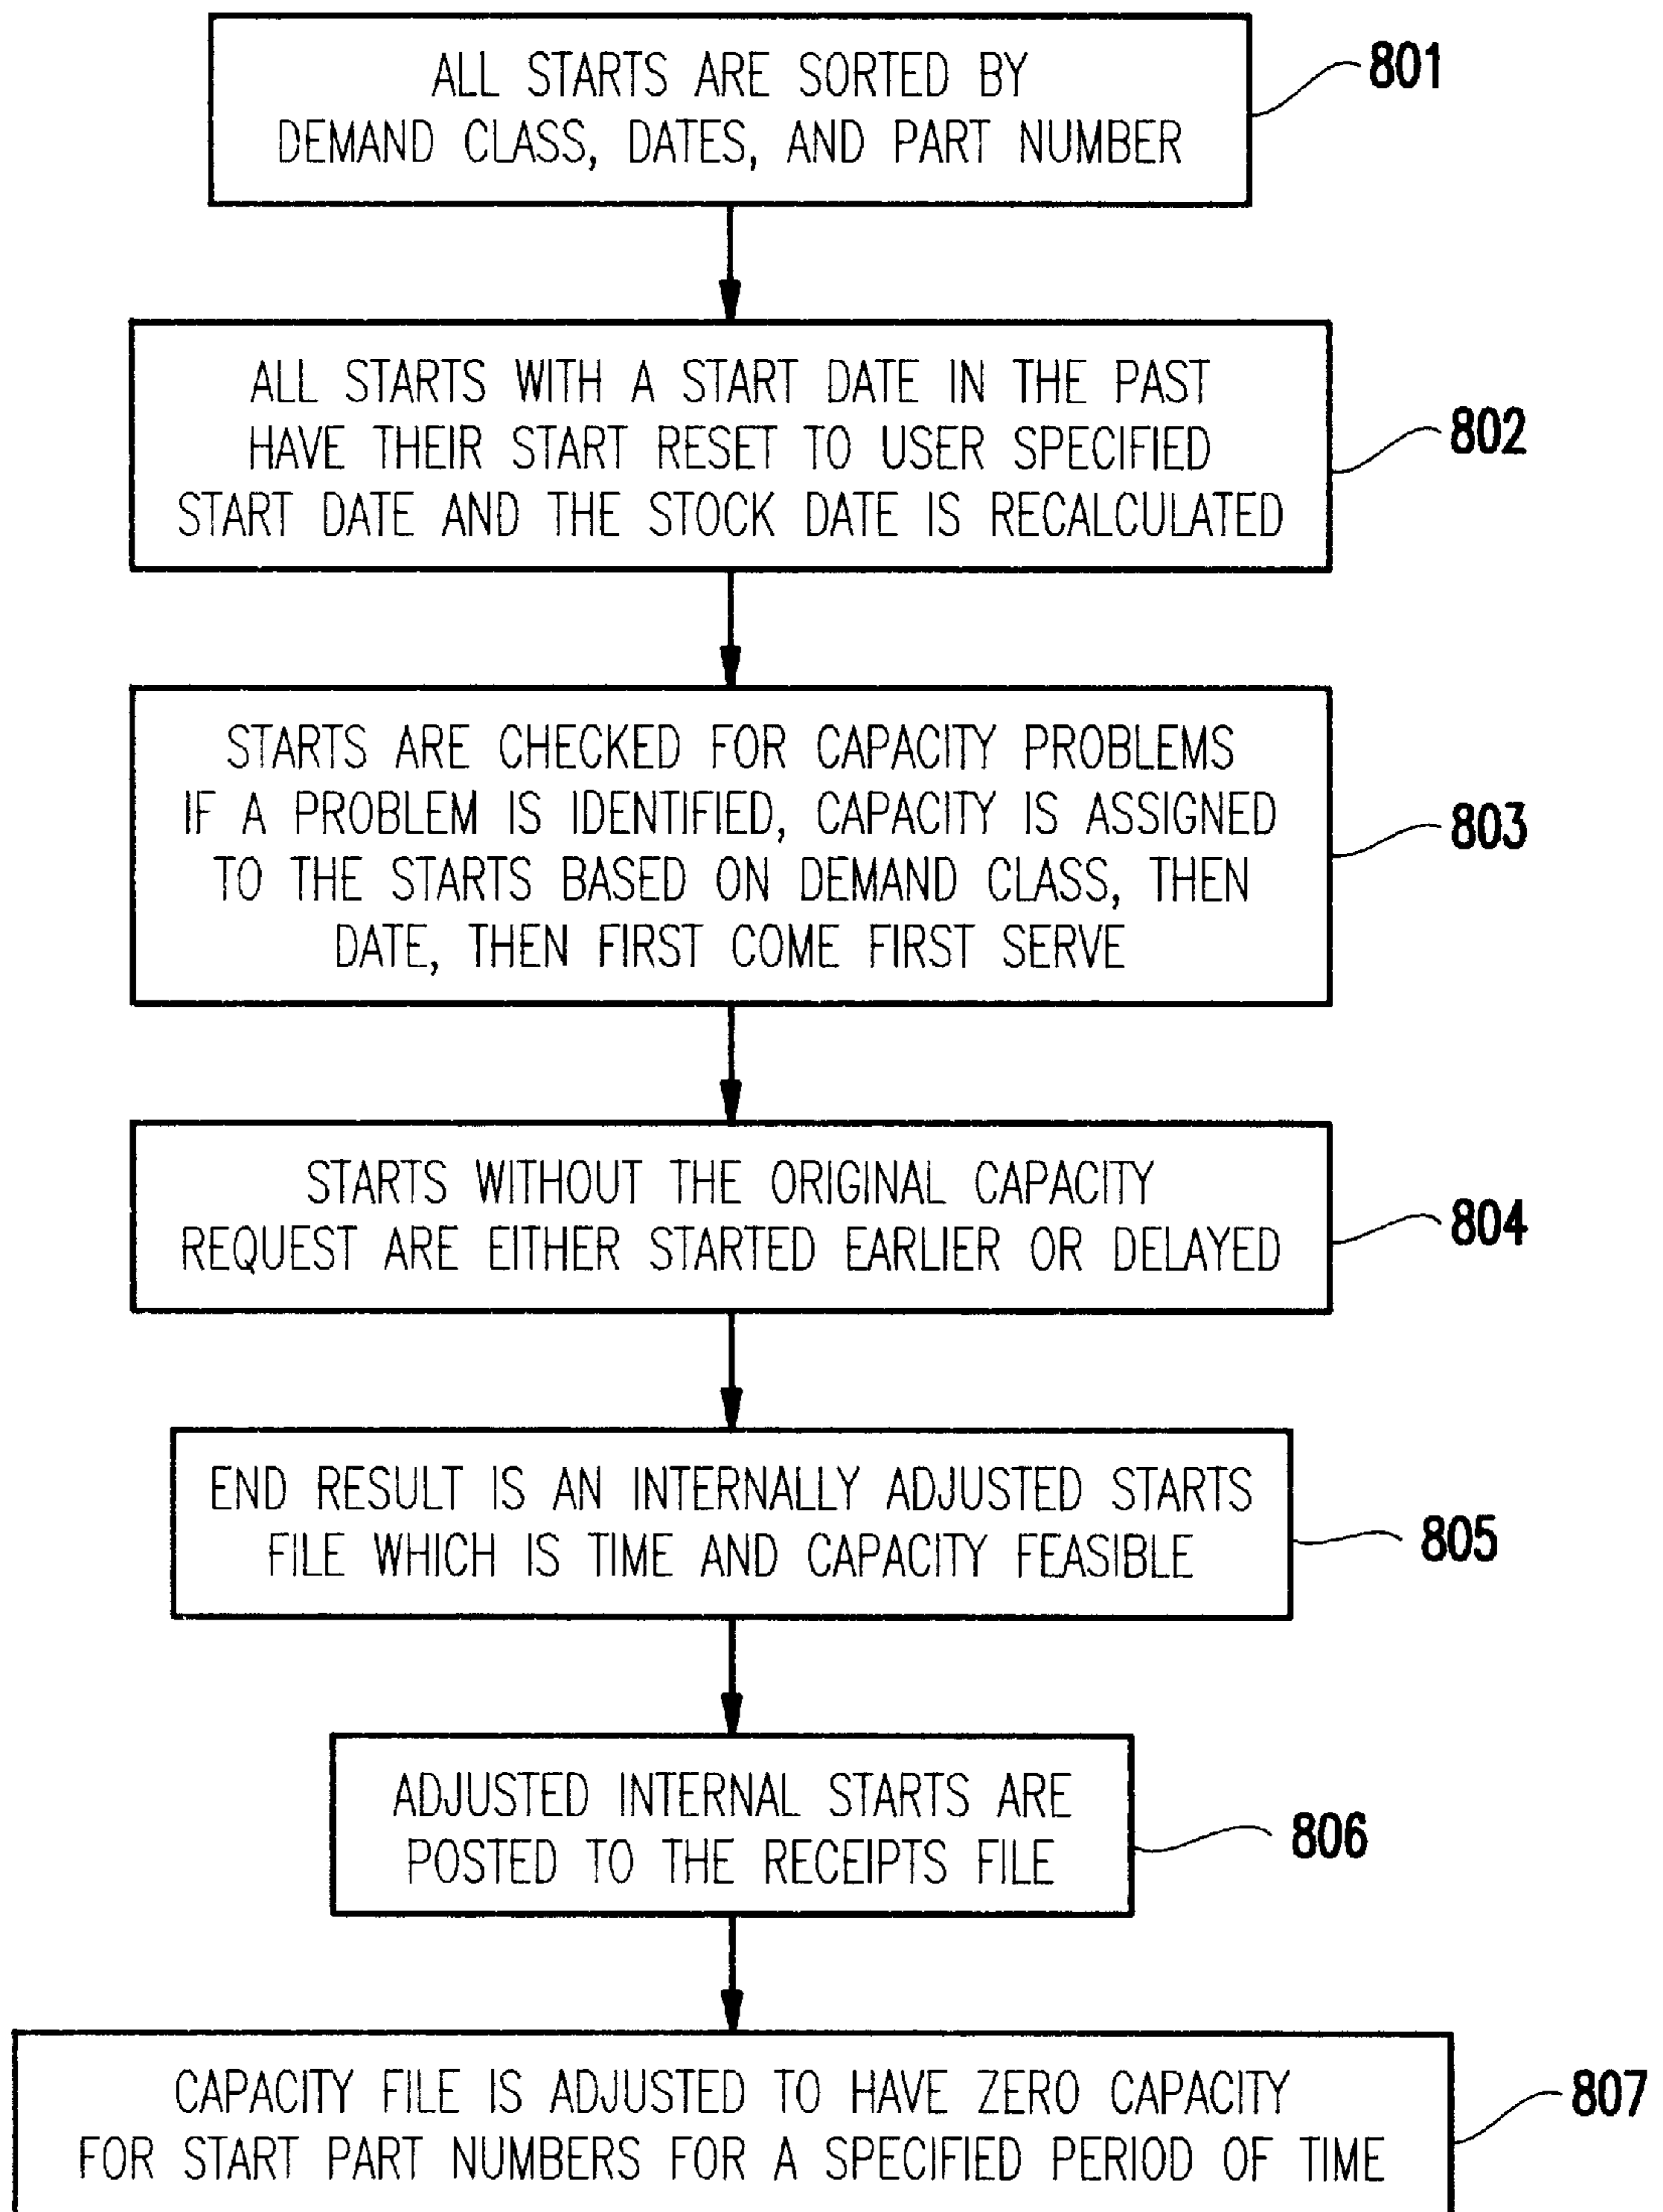 ALL STARTS ARE SORTED BY
DEMAND CLASS, DATES, AND PART NUMBER
801
ALL STARTS WITH A START DATE IN THE PAST
HAVE THEIR START RESET TO USER SPECIFIED
START DATE AND THE STOCK DATE IS RECALCULATED
802
STARTS ARE CHECKED FOR CAPACITY PROBLEMS
IF A PROBLEM IS IDENTIFIED, CAPACITY IS ASSIGNED
TO THE STARTS BASED ON DEMAND CLASS, THEN
DATE, THEN FIRST COME FIRST SERVE
803
STARTS WITHOUT THE ORIGINAL CAPACITY
REQUEST ARE EITHER STARTED EARLIER OR DELAYED
804
END RESULT IS AN INTERNALLY ADJUSTED STARTS
FILE WHICH IS TIME AND CAPACITY FEASIBLE
805
ADJUSTED INTERNAL STARTS ARE
POSTED TO THE RECEIPTS FILE
806
CAPACITY FILE IS ADJUSTED TO HAVE ZERO CAPACITY
FOR START PART NUMBERS FOR A SPECIFIED PERIOD OF TIME
807